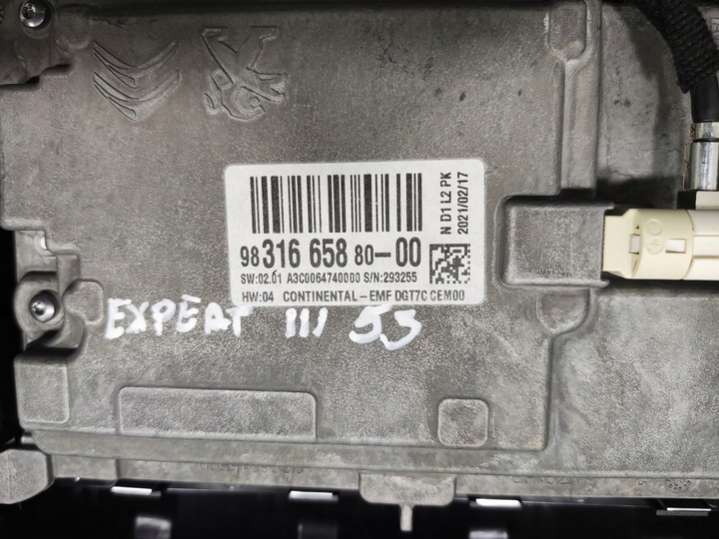 98 316 658 80-00
SW:02.01 A3C0064740000 S/N:293255
HW:04 CONTINENTAL-EMF DGT7C CEM00
N D1 L2 PK
2021/02/17
EXPERT III 53